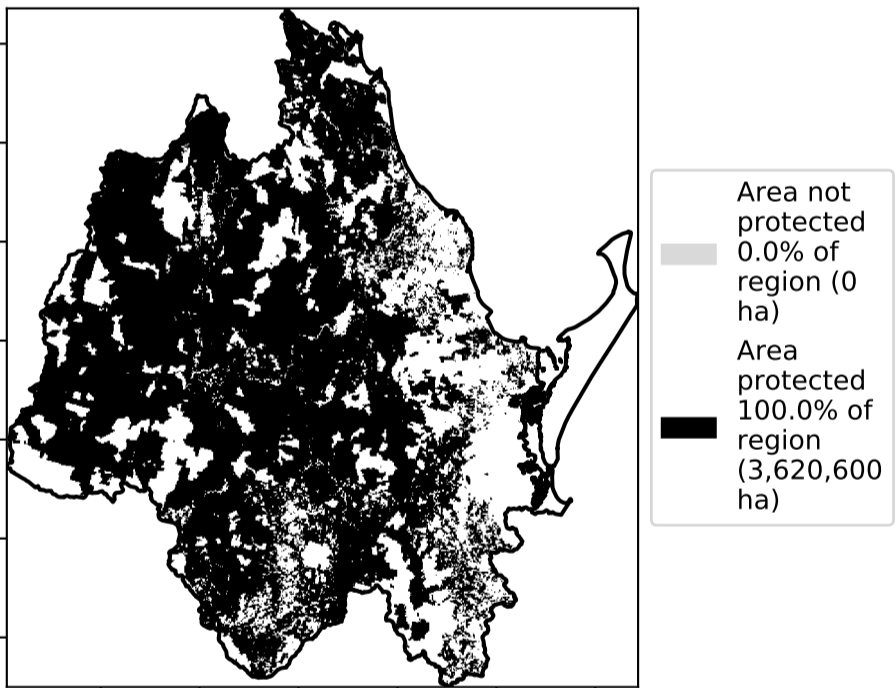 Area not
protected
0.0% of
region (0
ha)
Area
protected
100.0% of
region
(3,620,600
ha)